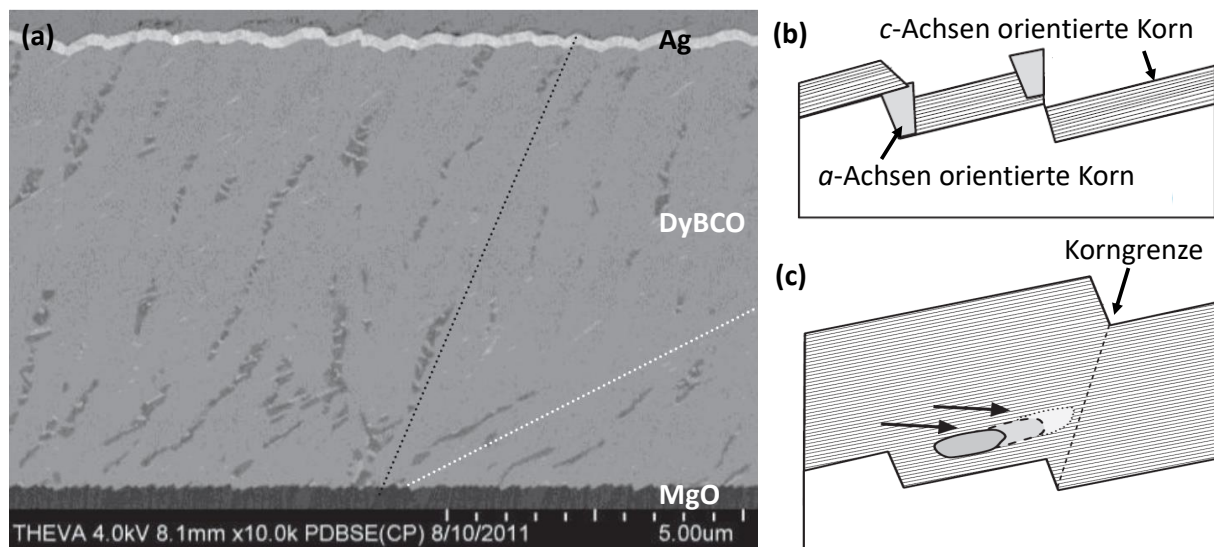 (a)
Ag
DyBCO
MgO
THEVA 4.0kV 8.1mm x10.0k PDBSE(CP) 8/10/2011
5.00um
(b)
c-Achsen orientierte Korn
a-Achsen orientierte Korn
(c)
Korngrenze